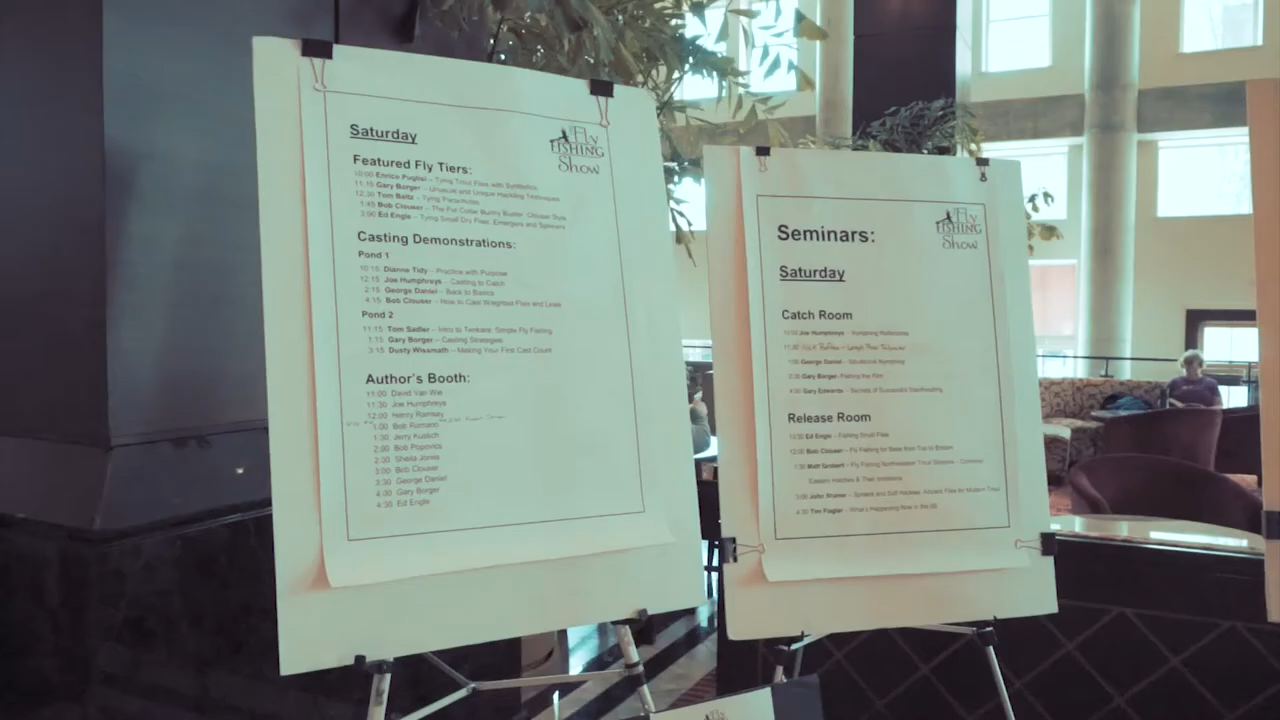 Saturday
Fly
FISHING
Show
Featured Fly Tiers:
10:00 Enrico Puglisi – Tying Trout Flies with Synthetics
11:15 Gary Borger – Unusual and Unique Hackling Techniques
12:30 Tom Baltz – Tying Parachutes
1:45 Bob Clouser – The Fur Collar Bunny Buster, Clouser Style
3:00 Ed Engle – Tying Small Dry Flies, Emergers and Spinners
Casting Demonstrations:
Pond 1
10:15 Dianne Tidy – Practice with Purpose
12:15 Joe Humphreys – Casting to Catch
2:15 George Daniel – Back to Basics
4:15 Bob Clouser – How to Cast Weighted Flies and Lines
Pond 2
11:15 Tom Sadler – Intro to Tenkara: Simple Fly Fishing
1:15 Gary Borger – Casting Strategies
3:15 Dusty Wissmath – Making Your First Cast Count
Author's Booth:
11:00 David Van Wie
11:30 Joe Humphreys
12:00 Henry Ramsay
1:00 Bob Romano
1:30 Jerry Kustich
2:00 Bob Popovics
2:30 Sheila Jones
3:00 Bob Clouser
3:30 George Daniel
4:00 Gary Borger
4:30 Ed Engle
Fly
FISHING
Show
Seminars:
Saturday
Catch Room
10:00 Joe Humphreys – Nymphing Refinements
11:30
1:00 George Daniel – Situational Nymphing
2:30 Gary Borger- Fishing the Film
4:00 Gary Edwards – Secrets of Successful Steelheading
Release Room
10:30 Ed Engle – Fishing Small Flies
12:00 Bob Clouser – Fly Fishing for Bass from Top to Bottom
1:30 Matt Grobert – Fly Fishing Northeastern Trout Streams – Common
Eastern Hatches & Their Imitations
3:00 John Shaner – Spiders and Soft Hackles: Ancient Flies for Modern Trout
4:30 Tim Flagler – What's Happening Now in the